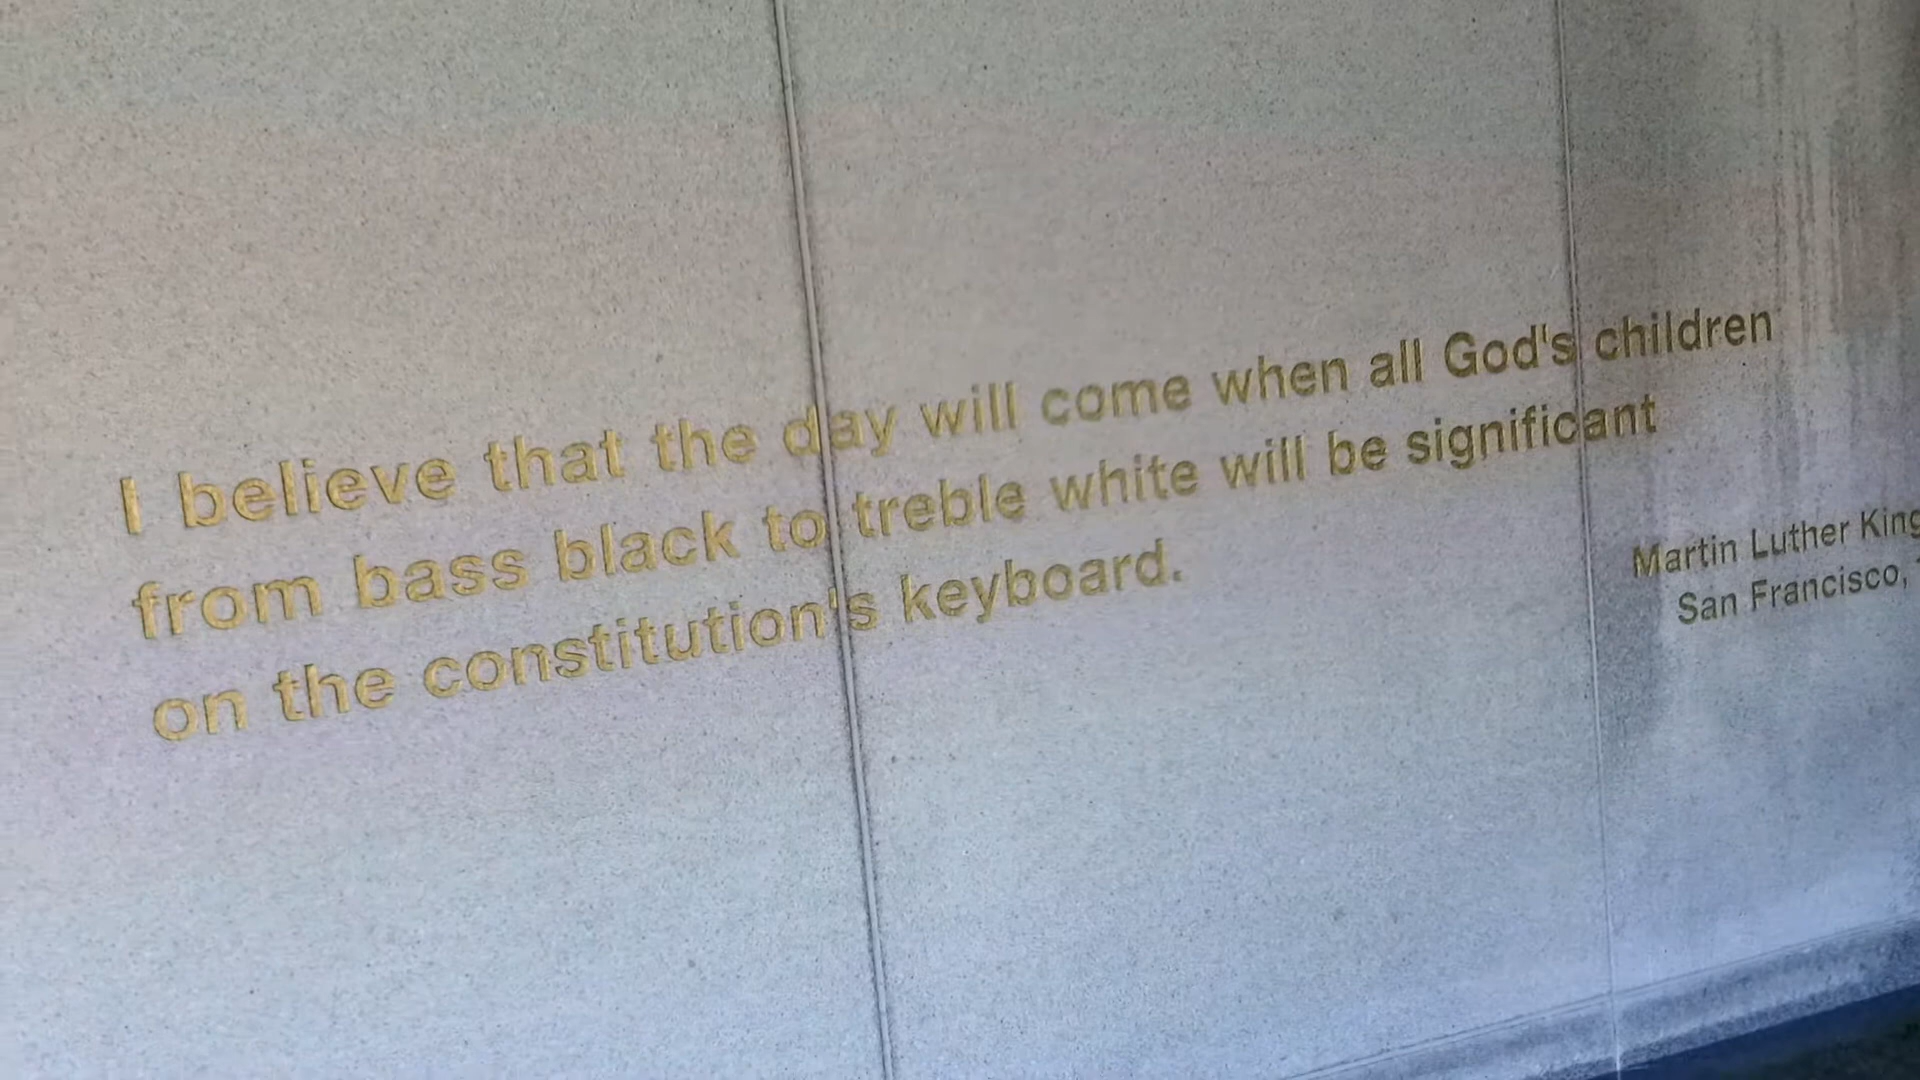 I believe that the day will come when all God's children
from bass black to treble white will be significant
on the constitution's keyboard.
Martin Luther King
San Francisco,